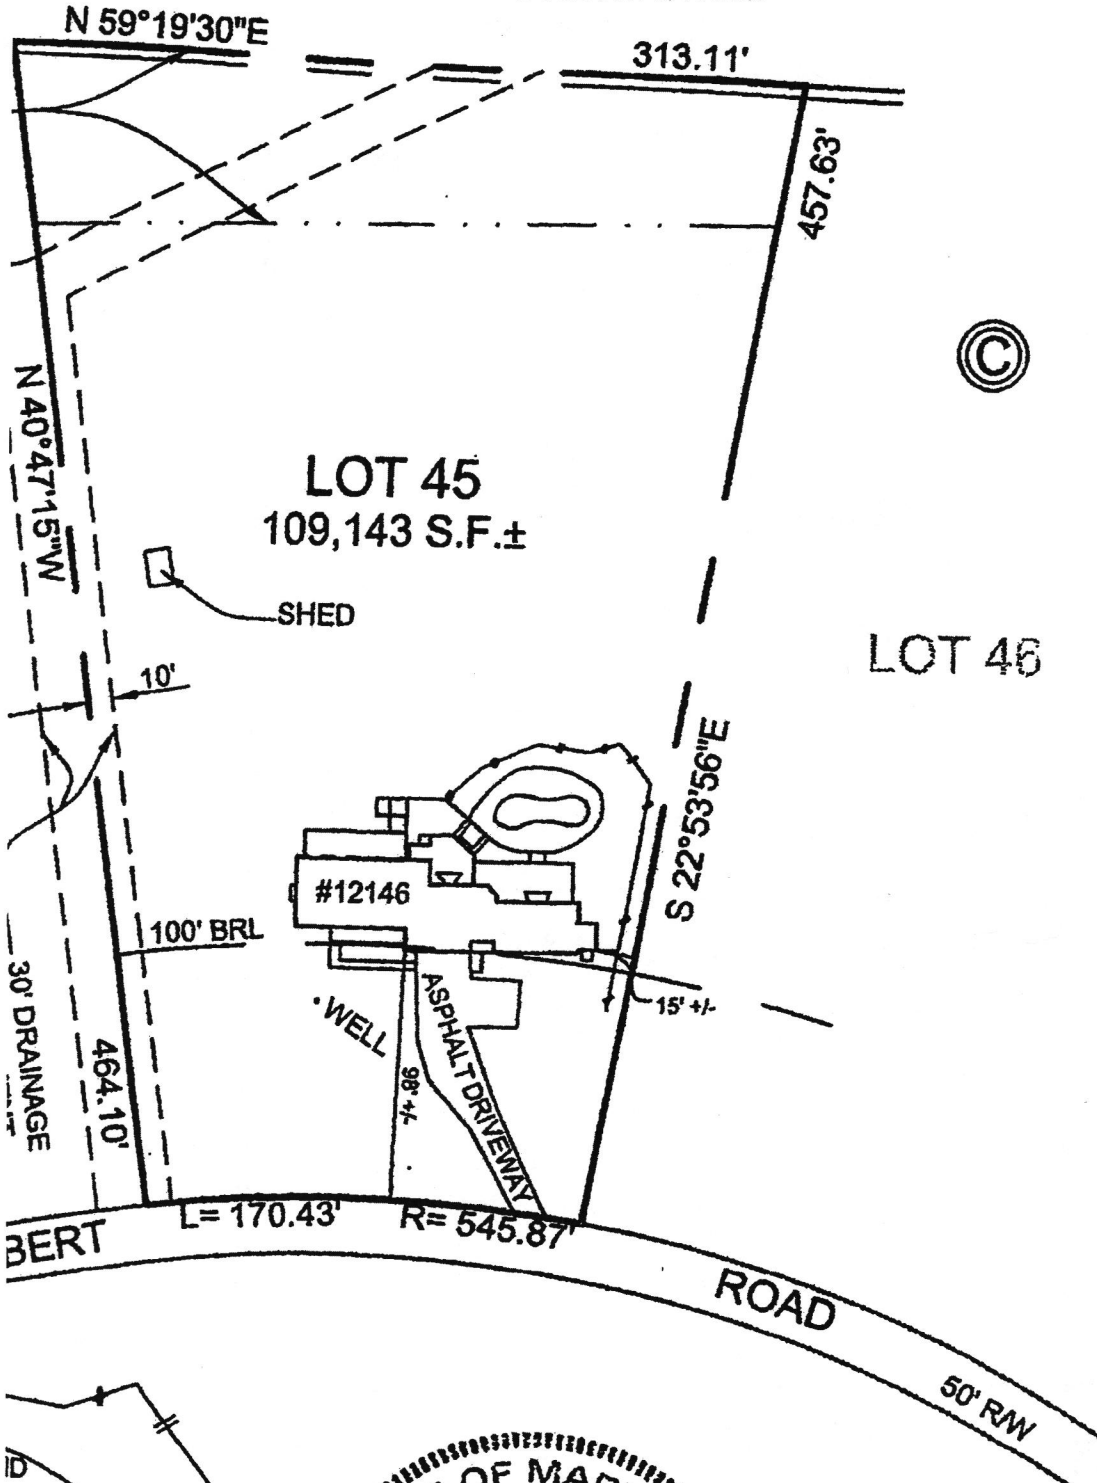 N 59°19'30"E
313.11'
457.63'
C
N 40°47'15"W
LOT 45
109,143 S.F.±
SHED
LOT 46
10'
S 22°53'56"E
#12146
100' BRL
30' DRAINAGE
464.10'
WELL
98' +/-
ASPHALT DRIVEWAY
15' +/-
L= 170.43'
R= 545.87'
BERT
ROAD
50' R/W
OF MAR